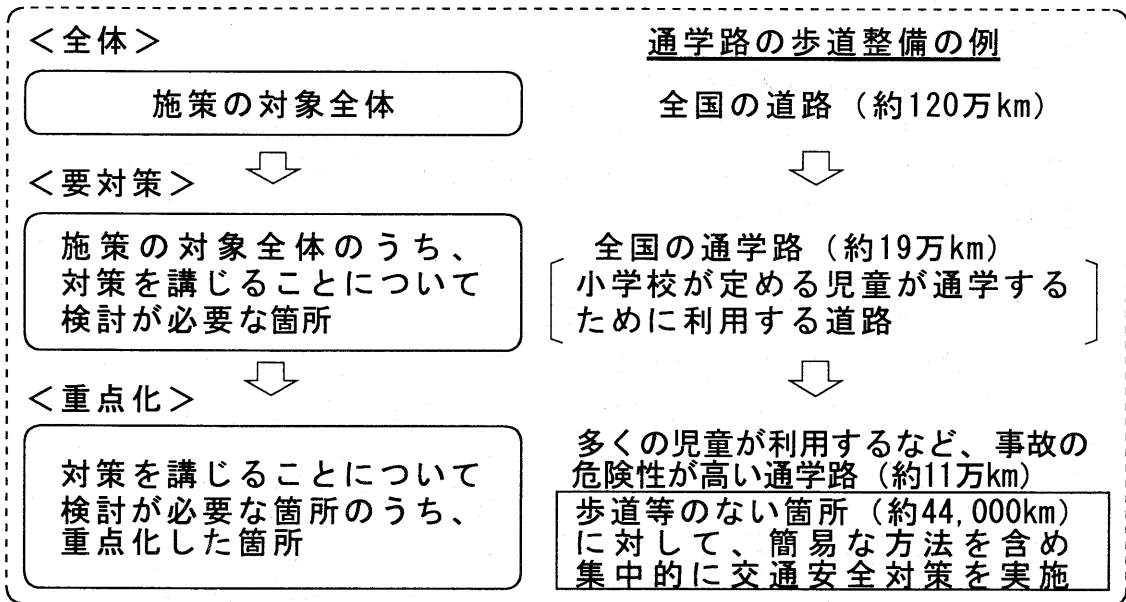 ＜全体＞
通学路の歩道整備の例
施策の対象全体
全国の道路（約120万km）
＜要対策＞
施策の対象全体のうち、
対策を講じることについて
検討が必要な箇所
全国の通学路（約19万km）
小学校が定める児童が通学する
ために利用する道路
＜重点化＞
対策を講じることについて
検討が必要な箇所のうち、
重点化した箇所
多くの児童が利用するなど、事故の
危険性が高い通学路（約11万km）
歩道等のない箇所（約44,000km）
に対して、簡易な方法を含め
集中的に交通安全対策を実施